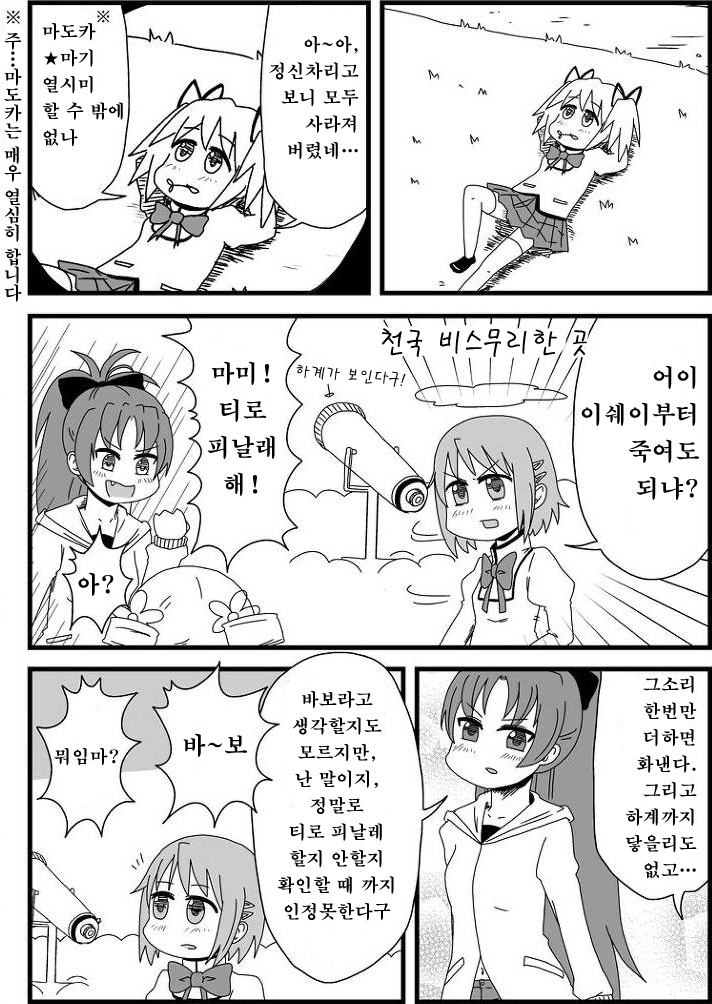 아~아,
정신차리고
보니 모두
사라져
버렸네…
※
마도카
★마기
열시미
할 수 밖에
없나
※ 주…마도카는 매우 열심히 합니다
어이
이쉐이부터
죽여도
되냐?
천국 비스무리한 곳
하계가 보인다구!
마미!
티로
피날래
해!
아?
그소리
한번만
더하면
화낸다.
그리고
하계까지
닿을리도
없고…
바보라고
생각할지도
모르지만,
난 말이지,
정말로
티로 피날레
할지 안할지
확인할 때 까지
인정못한다구
바~보
뭐임마?